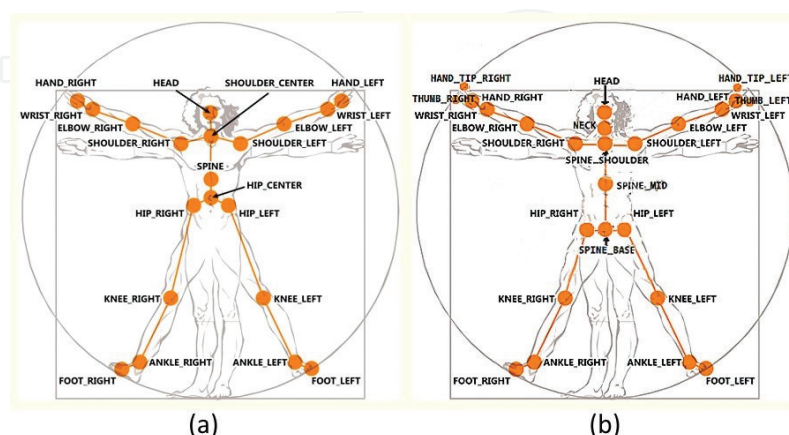 HAND_RIGHT
HEAD
SHOULDER_CENTER
HAND_LEFT
WRIST_RIGHT
WRIST_LEFT
ELBOW_RIGHT
ELBOW_LEFT
SHOULDER_RIGHT
SHOULDER_LEFT
SPINE
HIP_CENTER
HIP_RIGHT
HIP_LEFT
KNEE_RIGHT
KNEE_LEFT
ANKLE_RIGHT
ANKLE_LEFT
FOOT_RIGHT
FOOT_LEFT
(a)
HAND_TIP_RIGHT
HEAD
HAND_TIP_LEFT
THUMB_RIGHT
HAND_RIGHT
HAND_LEFT
THUMB_LEFT
WRIST_RIGHT
WRIST_LEFT
NECK
ELBOW_RIGHT
ELBOW_LEFT
SHOULDER_RIGHT
SHOULDER_LEFT
SPINE_SHOULDER
SPINE_MID
HIP_RIGHT
HIP_LEFT
SPINE_BASE
KNEE_RIGHT
KNEE_LEFT
ANKLE_RIGHT
ANKLE_LEFT
FOOT_RIGHT
FOOT_LEFT
(b)